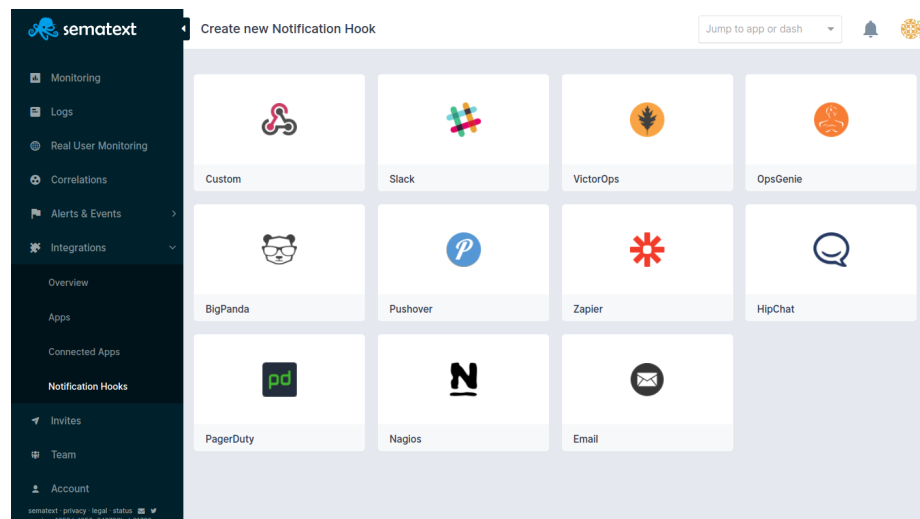 sematext
Create new Notification Hook
Jump to app or dash
Monitoring
Logs
Real User Monitoring
Correlations
Alerts & Events
Integrations
Overview
Apps
Connected Apps
Notification Hooks
Invites
Team
Account
sematext · privacy · legal · status
Custom
Slack
VictorOps
OpsGenie
BigPanda
P
Pushover
Zapier
HipChat
pd
PagerDuty
N
Nagios
Email